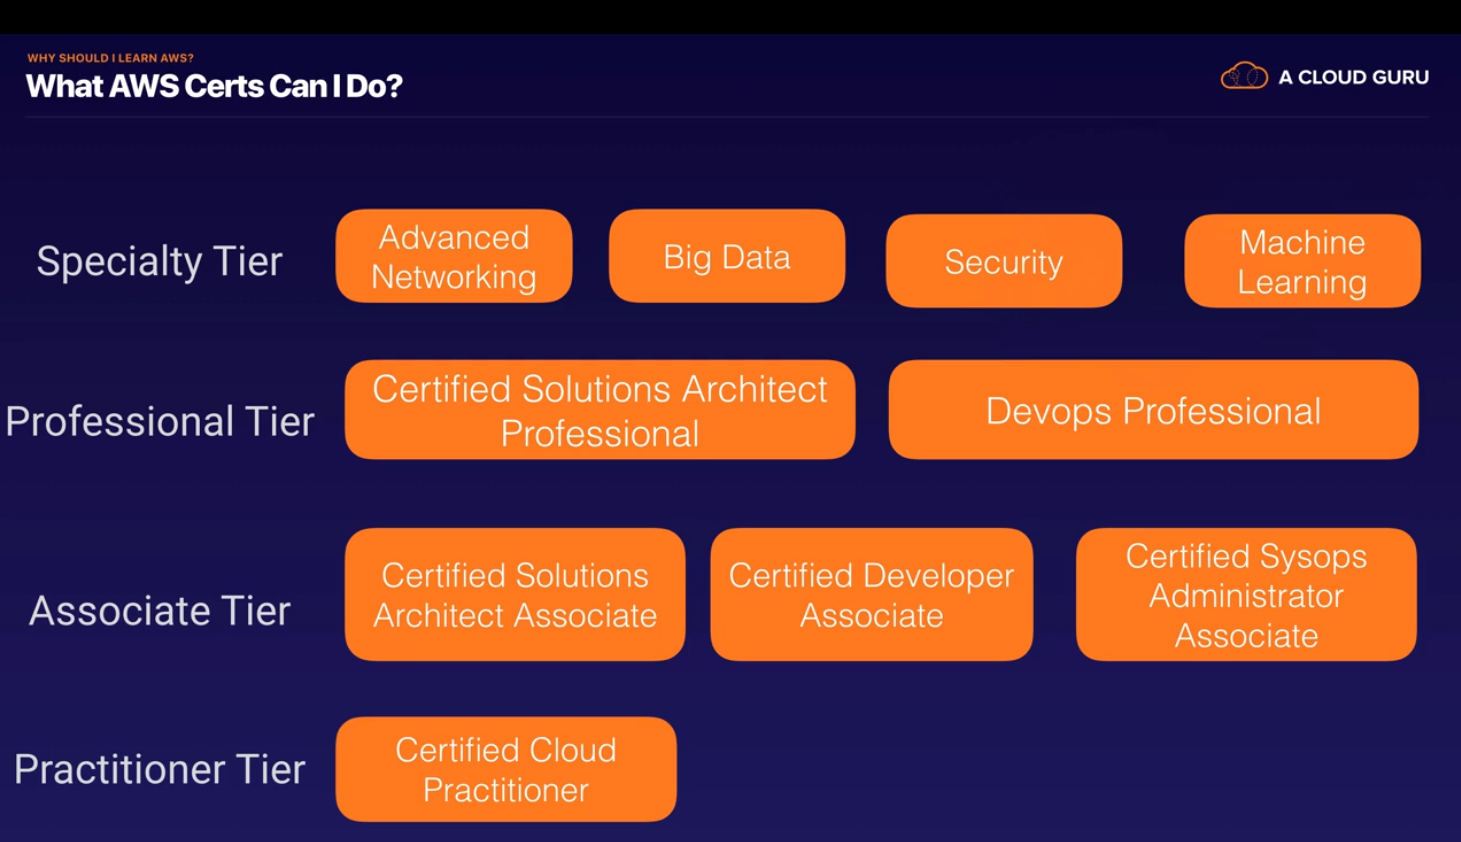 WHY SHOULD I LEARN AWS?
What AWS Certs Can I Do?
A CLOUD GURU
Specialty Tier
Advanced
Networking
Big Data
Security
Machine
Learning
Professional Tier
Certified Solutions Architect
Professional
Devops Professional
Associate Tier
Certified Solutions
Architect Associate
Certified Developer
Associate
Certified Sysops
Administrator
Associate
Practitioner Tier
Certified Cloud
Practitioner